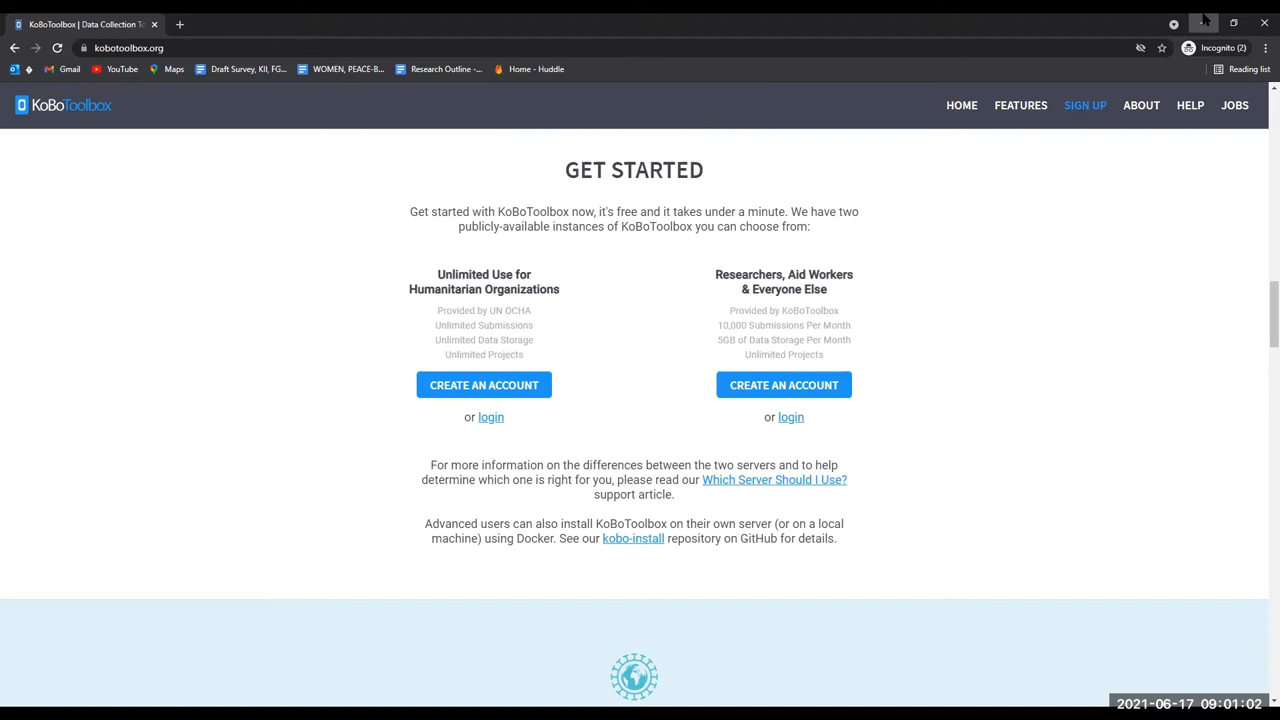 KoBoToolbox | Data Collection To
kobotoolbox.org
Incognito (2)
Gmail
YouTube
Maps
Draft Survey, KII, FG...
WOMEN, PEACE-B...
Research Outline -...
Home - Huddle
Reading list
KoBoToolbox
HOME
FEATURES
SIGN UP
ABOUT
HELP
JOBS
GET STARTED
Get started with KoBoToolbox now, it's free and it takes under a minute. We have two
publicly-available instances of KoBoToolbox you can choose from:
Unlimited Use for
Humanitarian Organizations
Provided by UN OCHA
Unlimited Submissions
Unlimited Data Storage
Unlimited Projects
CREATE AN ACCOUNT
or login
Researchers, Aid Workers
& Everyone Else
Provided by KoBoToolbox
10,000 Submissions Per Month
5GB of Data Storage Per Month
Unlimited Projects
CREATE AN ACCOUNT
or login
For more information on the differences between the two servers and to help
determine which one is right for you, please read our Which Server Should I Use?
support article.
Advanced users can also install KoBoToolbox on their own server (or on a local
machine) using Docker. See our kobo-install repository on GitHub for details.
2021-06-17 09:01:02